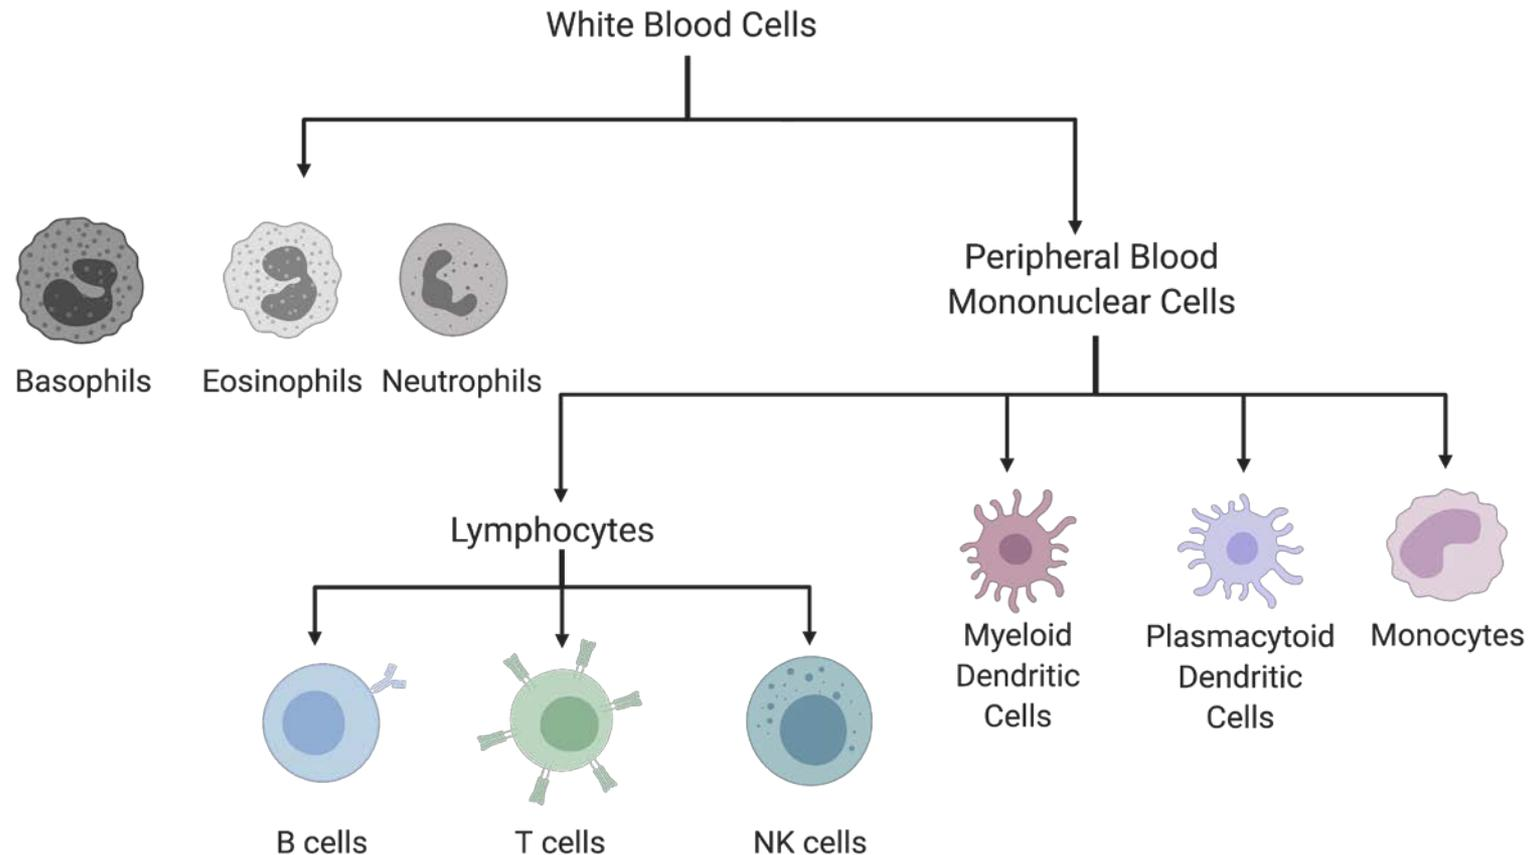 White Blood Cells
Peripheral Blood
Mononuclear Cells
Basophils
Eosinophils
Neutrophils
Lymphocytes
Myeloid
Dendritic
Cells
Plasmacytoid
Dendritic
Cells
Monocytes
B cells
T cells
NK cells